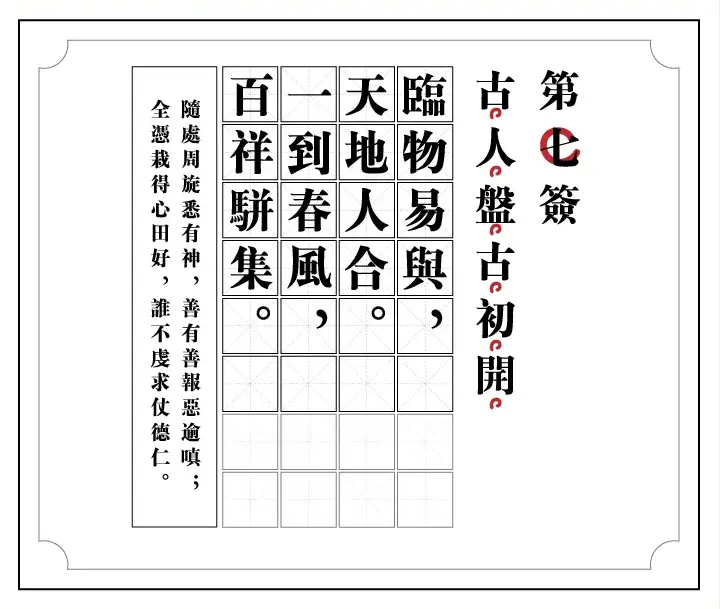 第七簽
古人盤古初開
臨物易與，
天地人合。
一到春風，
百祥駢集。
隨處周旋悉有神，善有善報惡逾嗔；
全憑栽得心田好，誰不虔求仗德仁。